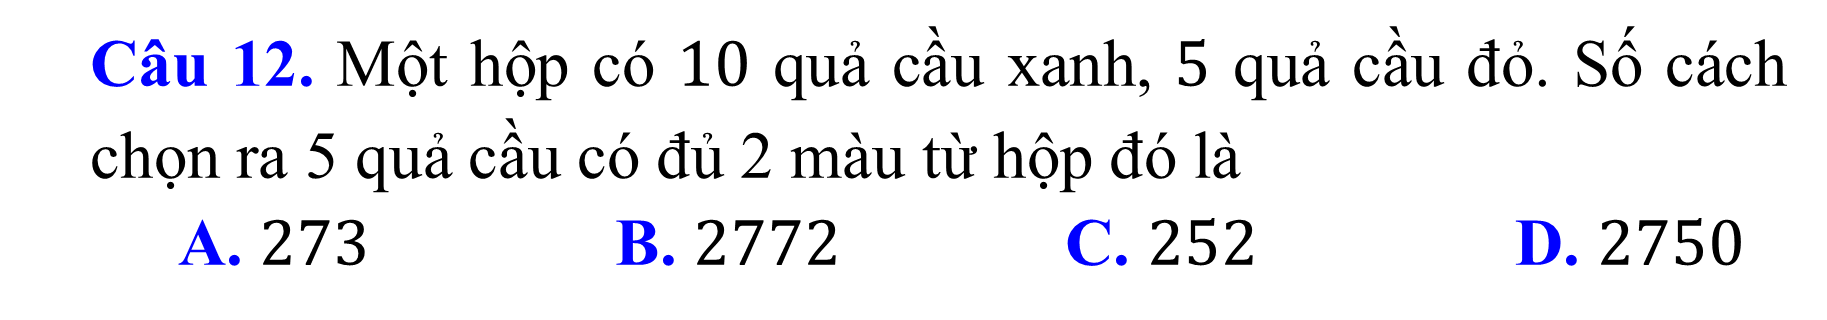 Câu 12. Một hộp có 10 quả cầu xanh, 5 quả cầu đỏ. Số cách
chọn ra 5 quả cầu có đủ 2 màu từ hộp đó là
A. 273 B. 2772 C. 252 D. 2750